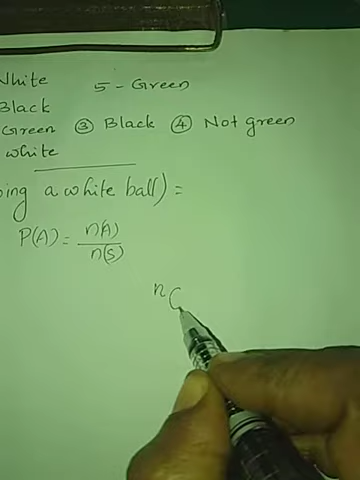 White 5 - Green
Black
Green ③ Black ④ Not green
white
ing a white ball) =
P(A) = n(A)/n(S)
ⁿC